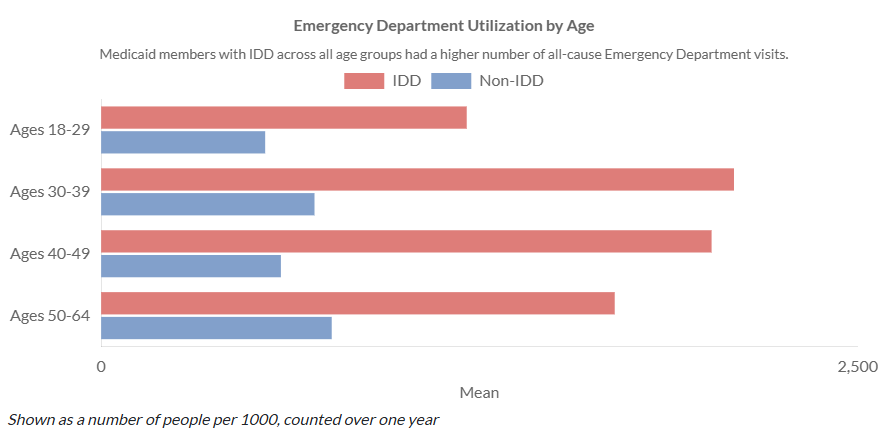 Emergency Department Utilization by Age
Medicaid members with IDD across all age groups had a higher number of all-cause Emergency Department visits.
IDD Non-IDD
Ages 18-29
Ages 30-39
Ages 40-49
Ages 50-64
0 2,500
Mean
Shown as a number of people per 1000, counted over one year